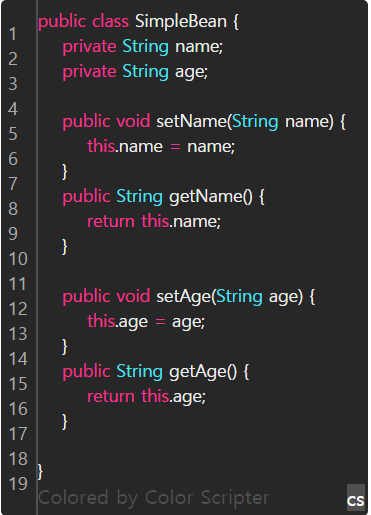 1 public class SimpleBean {
2 private String name;
3 private String age;
4
5 public void setName(String name) {
6 this.name = name;
7 }
8 public String getName() {
9 return this.name;
10 }
11
12 public void setAge(String age) {
13 this.age = age;
14 }
15 public String getAge() {
16 return this.age;
17 }
18
19 }
Colored by Color Scripter
cs